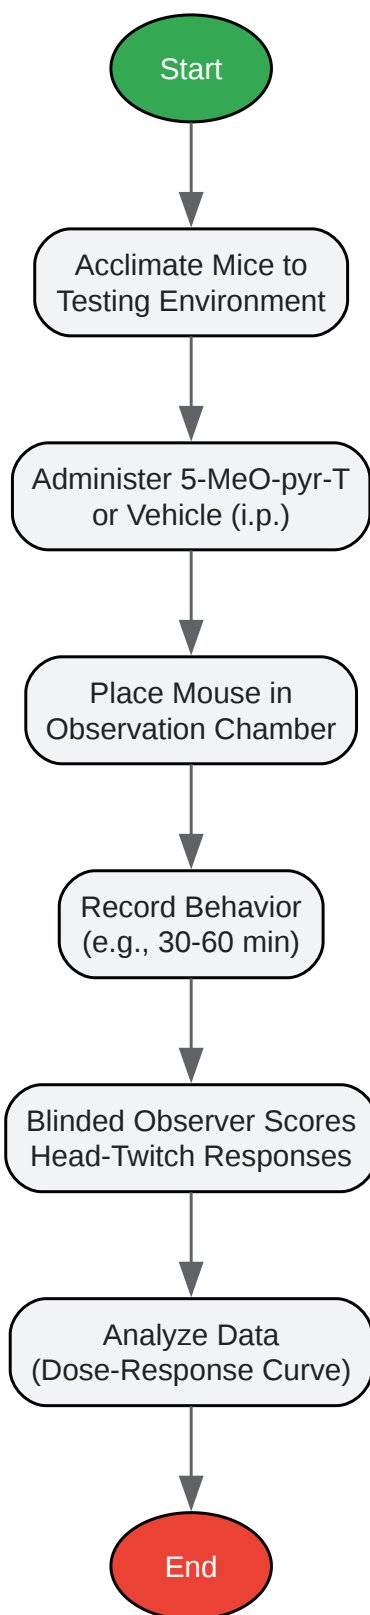 Start
Acclimate Mice to
Testing Environment
Administer 5-MeO-pyr-T
or Vehicle (i.p.)
Place Mouse in
Observation Chamber
Record Behavior
(e.g., 30-60 min)
Blinded Observer Scores
Head-Twitch Responses
Analyze Data
(Dose-Response Curve)
End